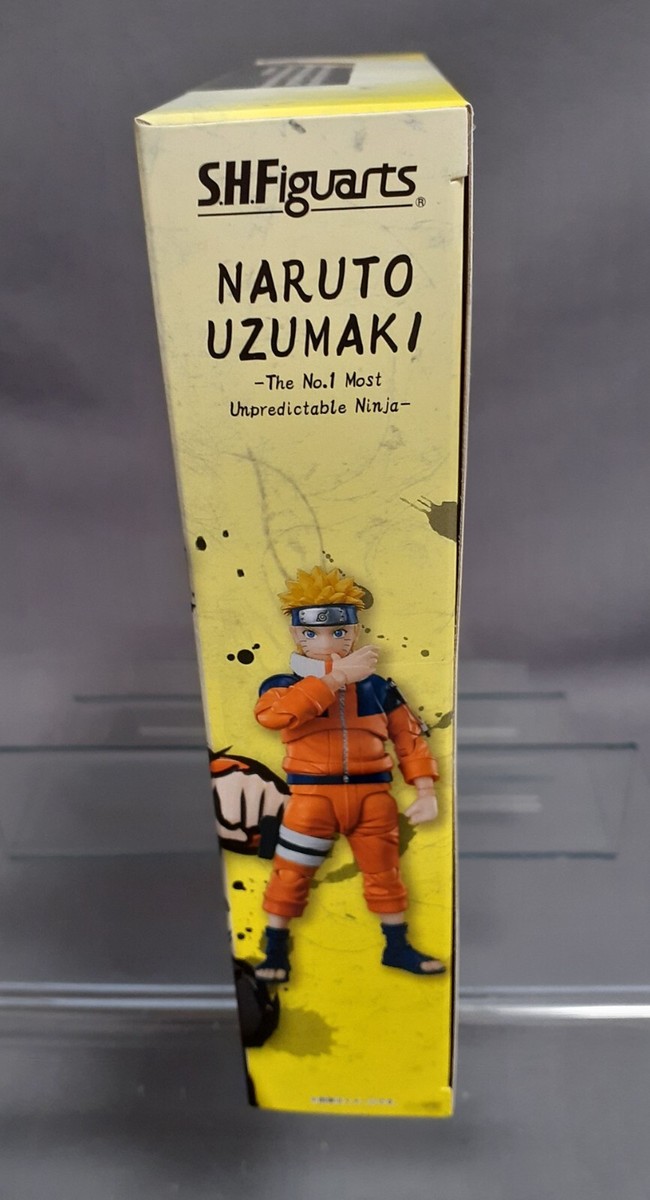 S.H.Figuarts®
NARUTO
UZUMAKI
-The No.1 Most
Unpredictable Ninja-